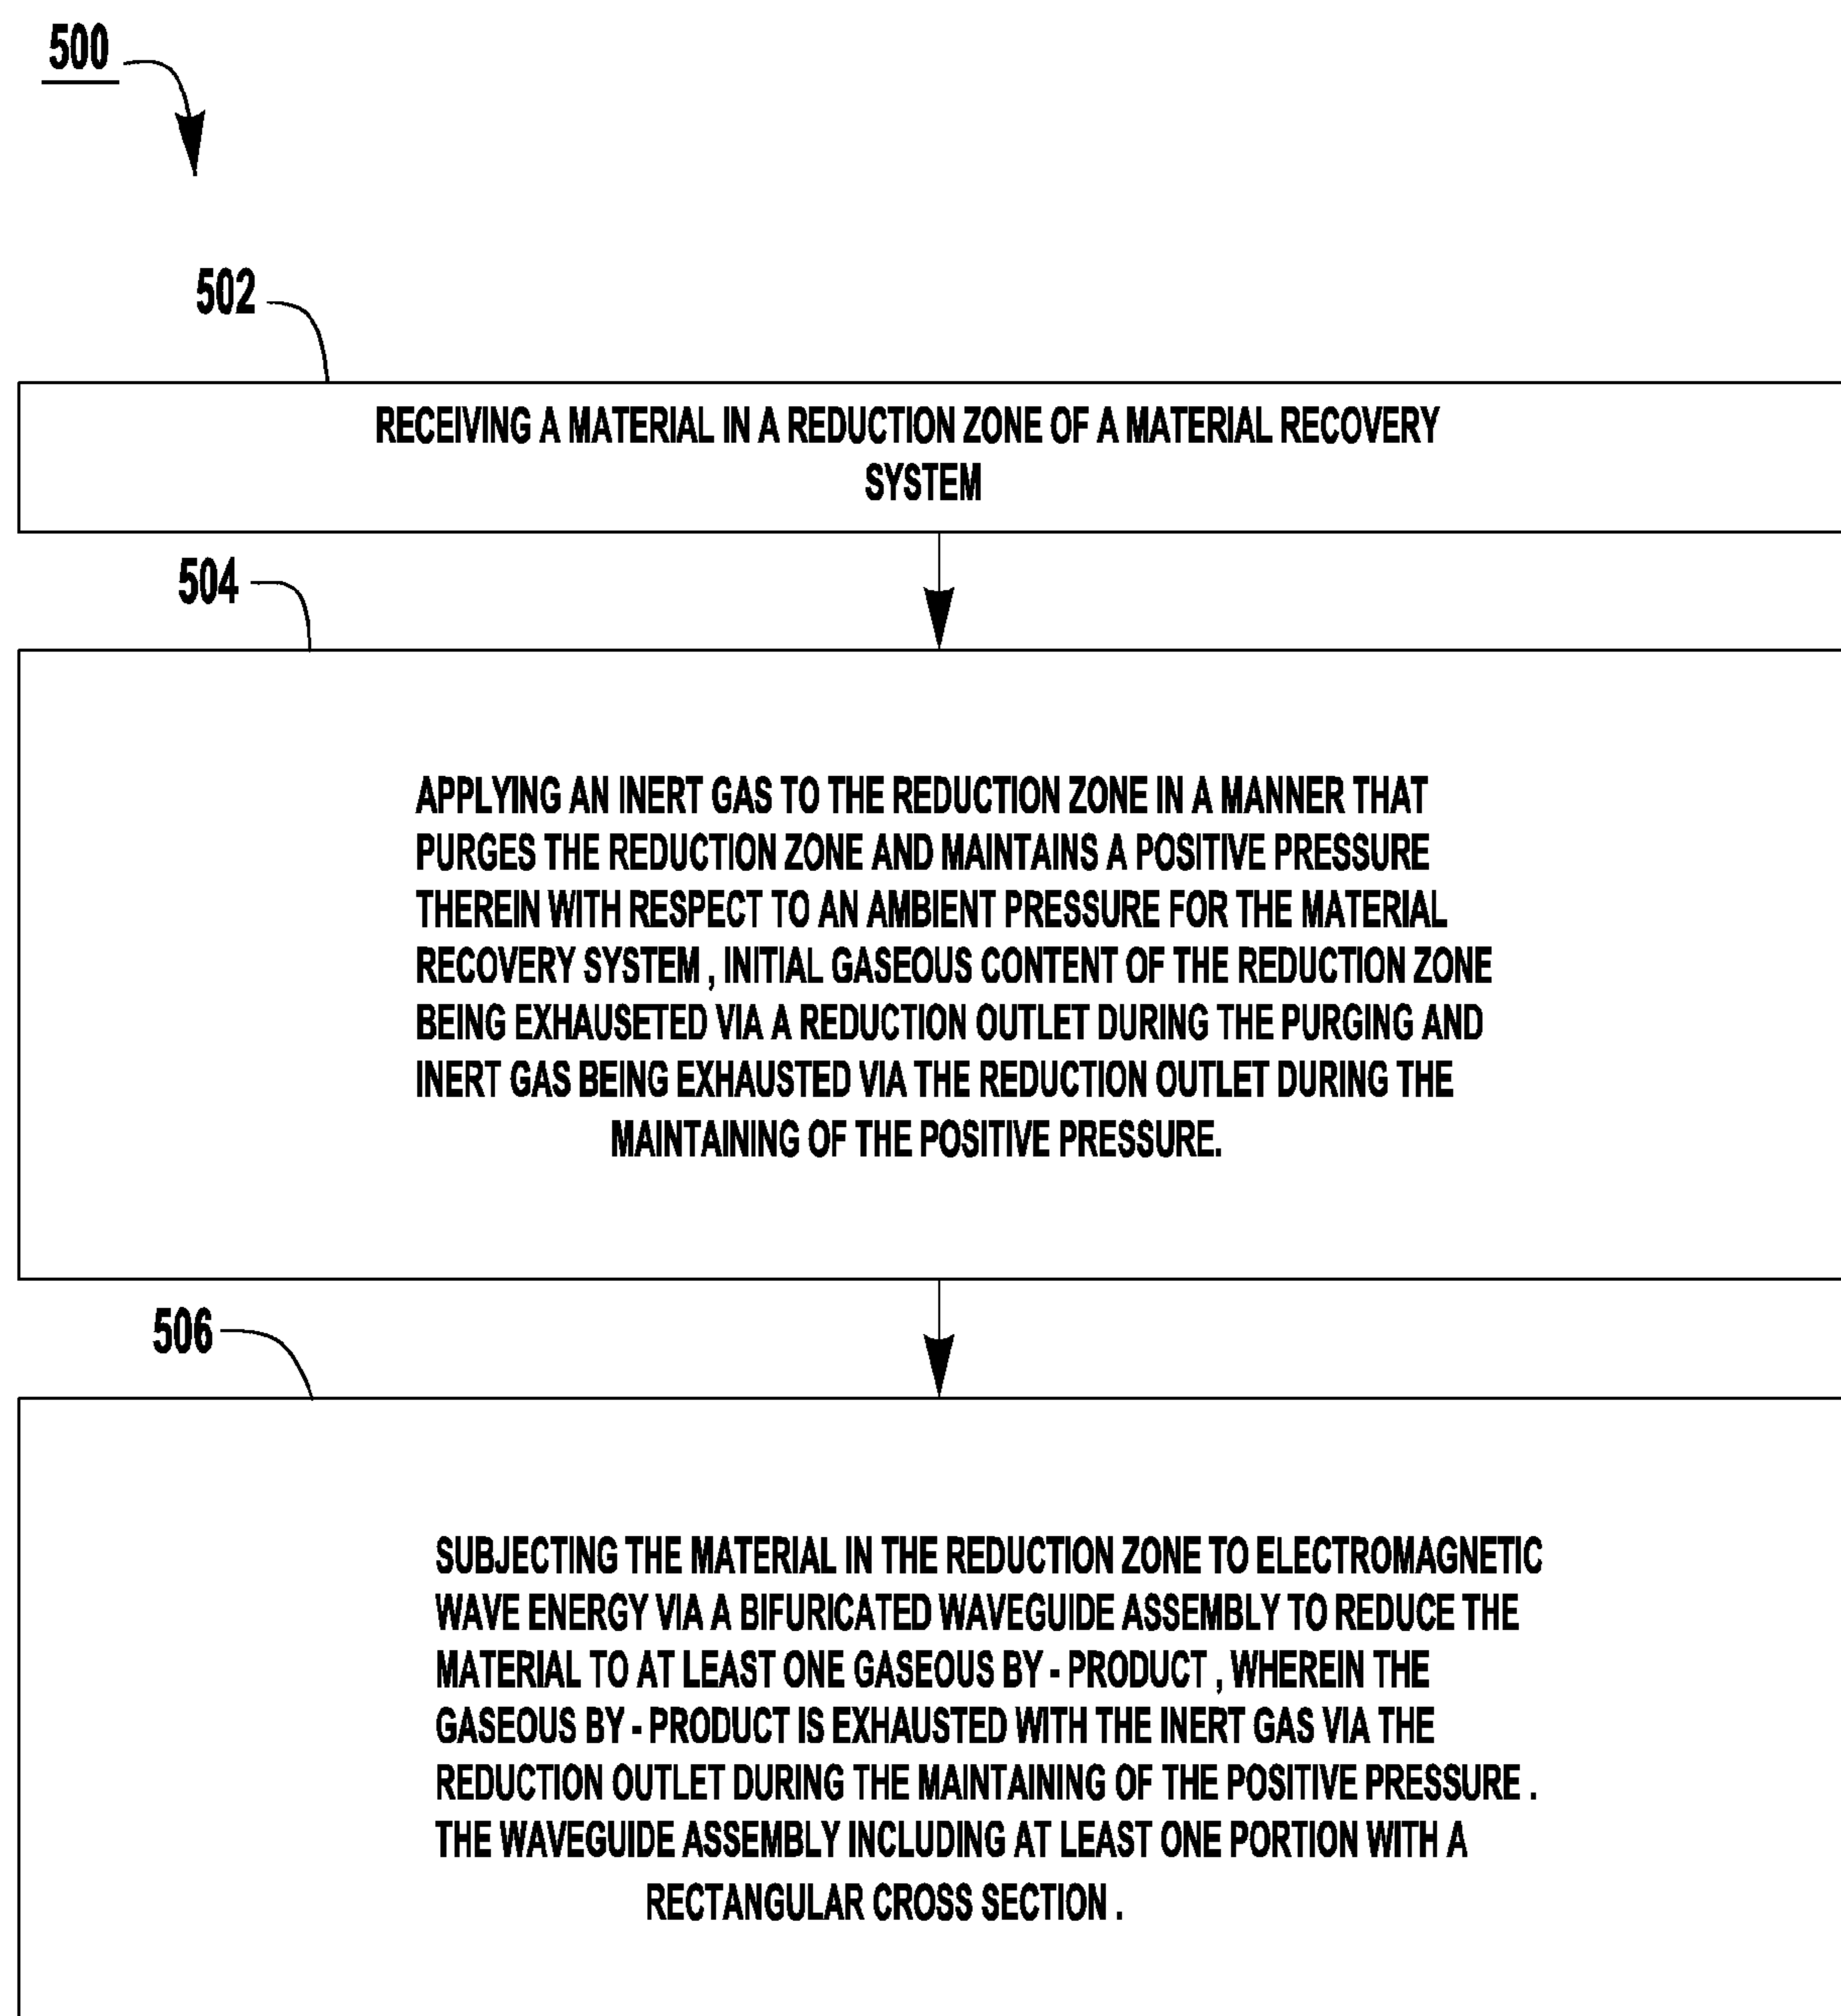 500
502
RECEIVING A MATERIAL IN A REDUCTION ZONE OF A MATERIAL RECOVERY
SYSTEM
504
APPLYING AN INERT GAS TO THE REDUCTION ZONE IN A MANNER THAT
PURGES THE REDUCTION ZONE AND MAINTAINS A POSITIVE PRESSURE
THEREIN WITH RESPECT TO AN AMBIENT PRESSURE FOR THE MATERIAL
RECOVERY SYSTEM , INITIAL GASEOUS CONTENT OF THE REDUCTION ZONE
BEING EXHAUSETED VIA A REDUCTION OUTLET DURING THE PURGING AND
INERT GAS BEING EXHAUSTED VIA THE REDUCTION OUTLET DURING THE
MAINTAINING OF THE POSITIVE PRESSURE.
506
SUBJECTING THE MATERIAL IN THE REDUCTION ZONE TO ELECTROMAGNETIC
WAVE ENERGY VIA A BIFURICATED WAVEGUIDE ASSEMBLY TO REDUCE THE
MATERIAL TO AT LEAST ONE GASEOUS BY - PRODUCT , WHEREIN THE
GASEOUS BY - PRODUCT IS EXHAUSTED WITH THE INERT GAS VIA THE
REDUCTION OUTLET DURING THE MAINTAINING OF THE POSITIVE PRESSURE .
THE WAVEGUIDE ASSEMBLY INCLUDING AT LEAST ONE PORTION WITH A
RECTANGULAR CROSS SECTION .